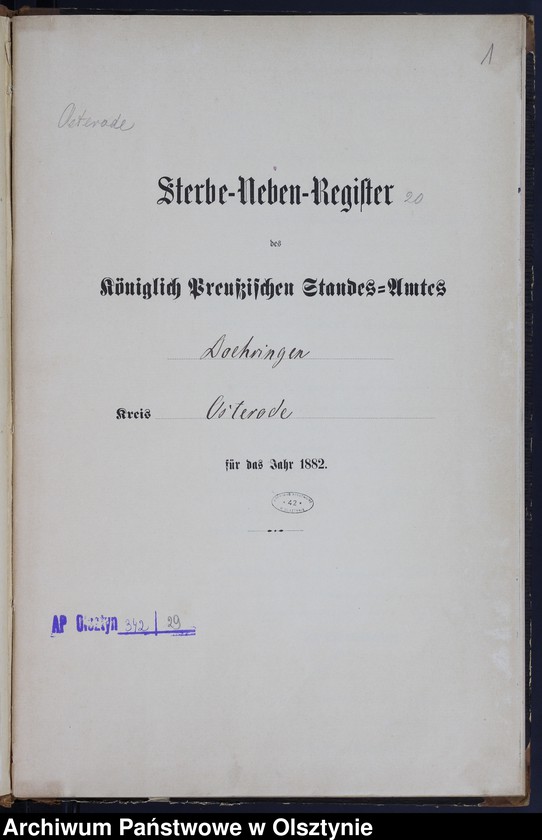 1
Osterode
Sterbe-Neben-Register 20
des
Königlich Preußischen Standes-Amtes
Doehringen
Kreis Osterode
für das Jahr 1882.
42
AP Olsztyn 342 29
Archiwum Państwowe w Olsztynie